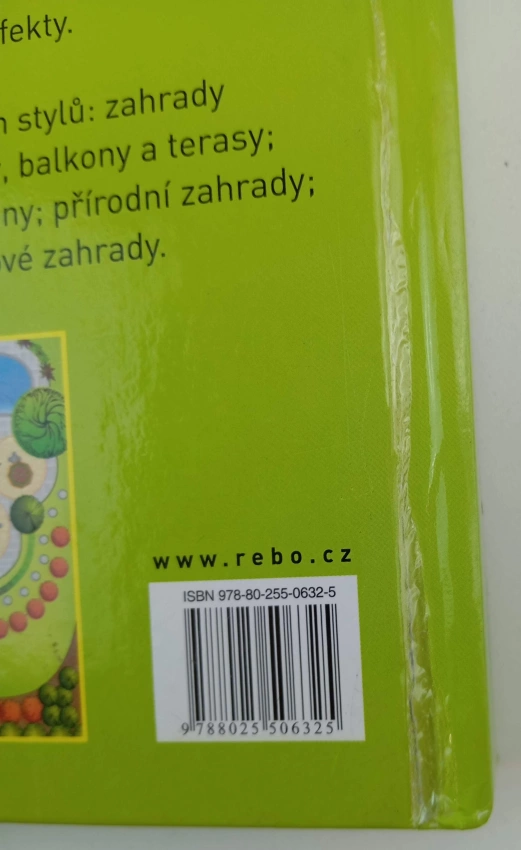 fekty.
stylů: zahrady
, balkony a terasy;
ny; přírodní zahrady;
vé zahrady.
www.rebo.cz
ISBN 978-80-255-0632-5
9 788025 506325